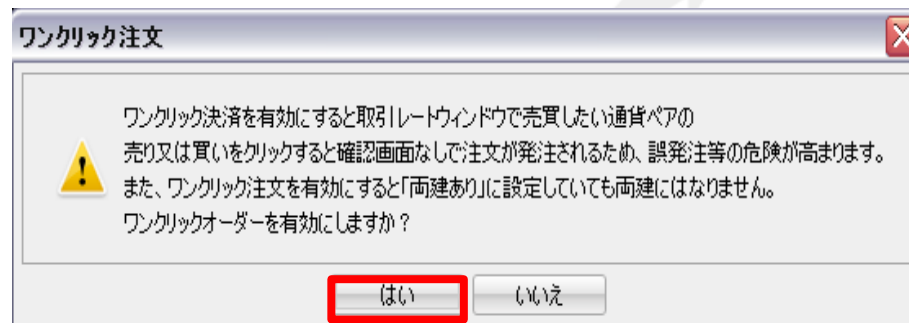 ワンクリック注文
ワンクリック決済を有効にすると取引レートウィンドウで売買したい通貨ペアの
売り又は買いをクリックすると確認画面なしで注文が発注されるため、誤発注等の危険が高まります。
また、ワンクリック注文を有効にすると「両建あり」に設定していても両建にはなりません。
ワンクリックオーダーを有効にしますか？
はい
いいえ